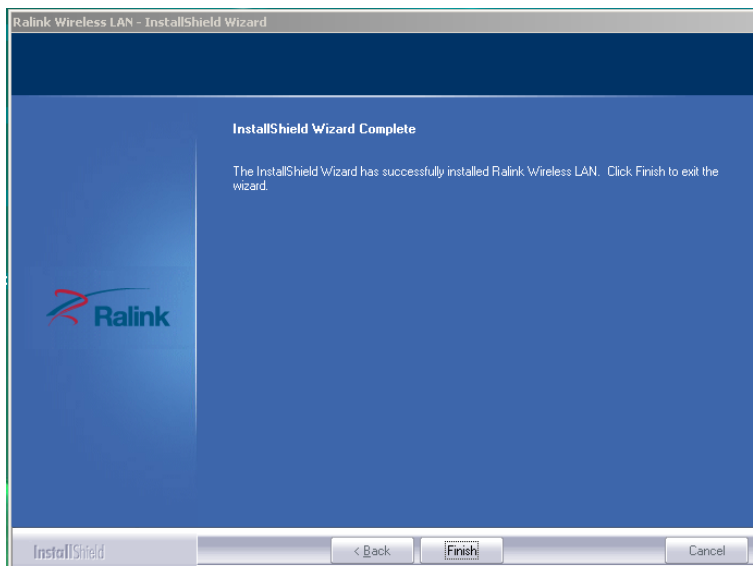 Ralink Wireless LAN - InstallShield Wizard
InstallShield Wizard Complete
The InstallShield Wizard has successfully installed Ralink Wireless LAN. Click Finish to exit the
wizard.
Ralink
InstallShield
< Back
Finish
Cancel